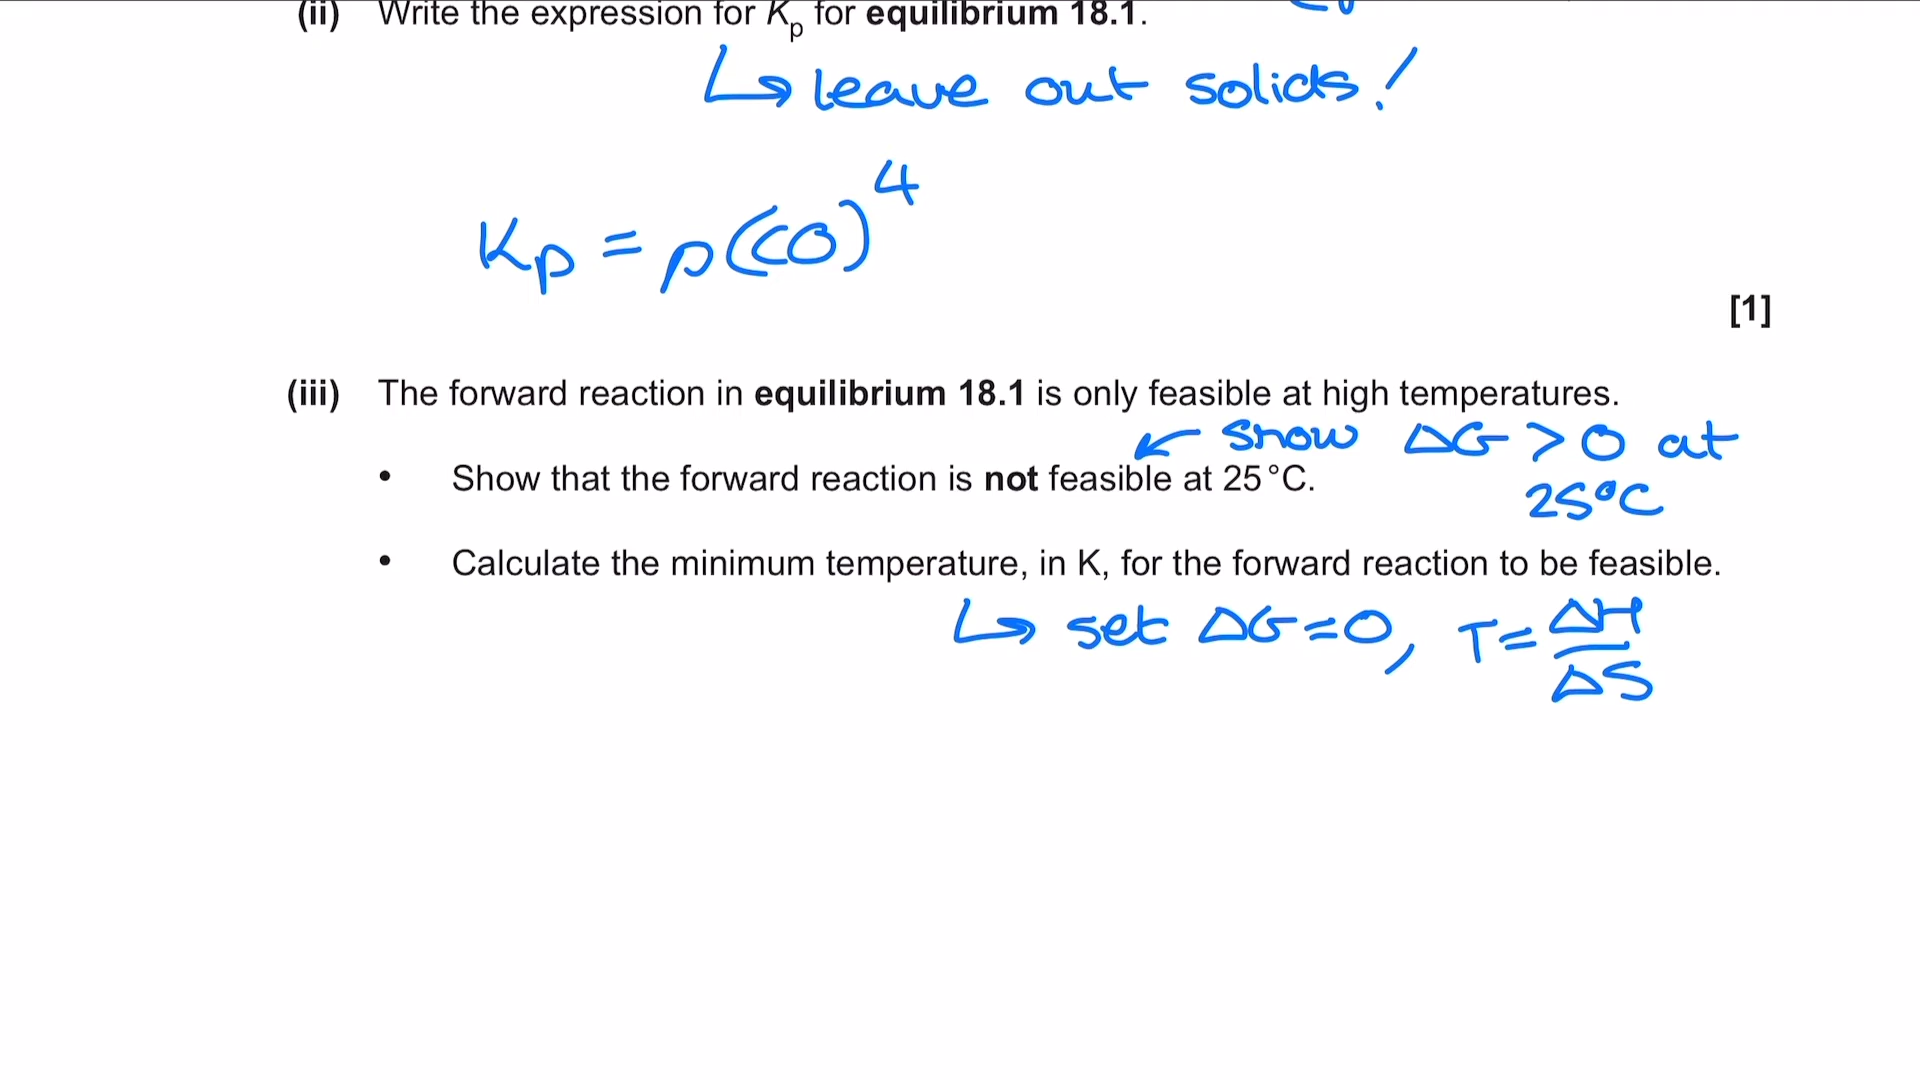 (ii) Write the expression for Kp for equilibrium 18.1.
↳ leave out solids!
Kp = p(CO)⁴
[1]
(iii) The forward reaction in equilibrium 18.1 is only feasible at high temperatures.
← show ΔG > 0 at
• Show that the forward reaction is not feasible at 25 °C.
25°C
• Calculate the minimum temperature, in K, for the forward reaction to be feasible.
↳ set ΔG = 0, T = ΔH/ΔS